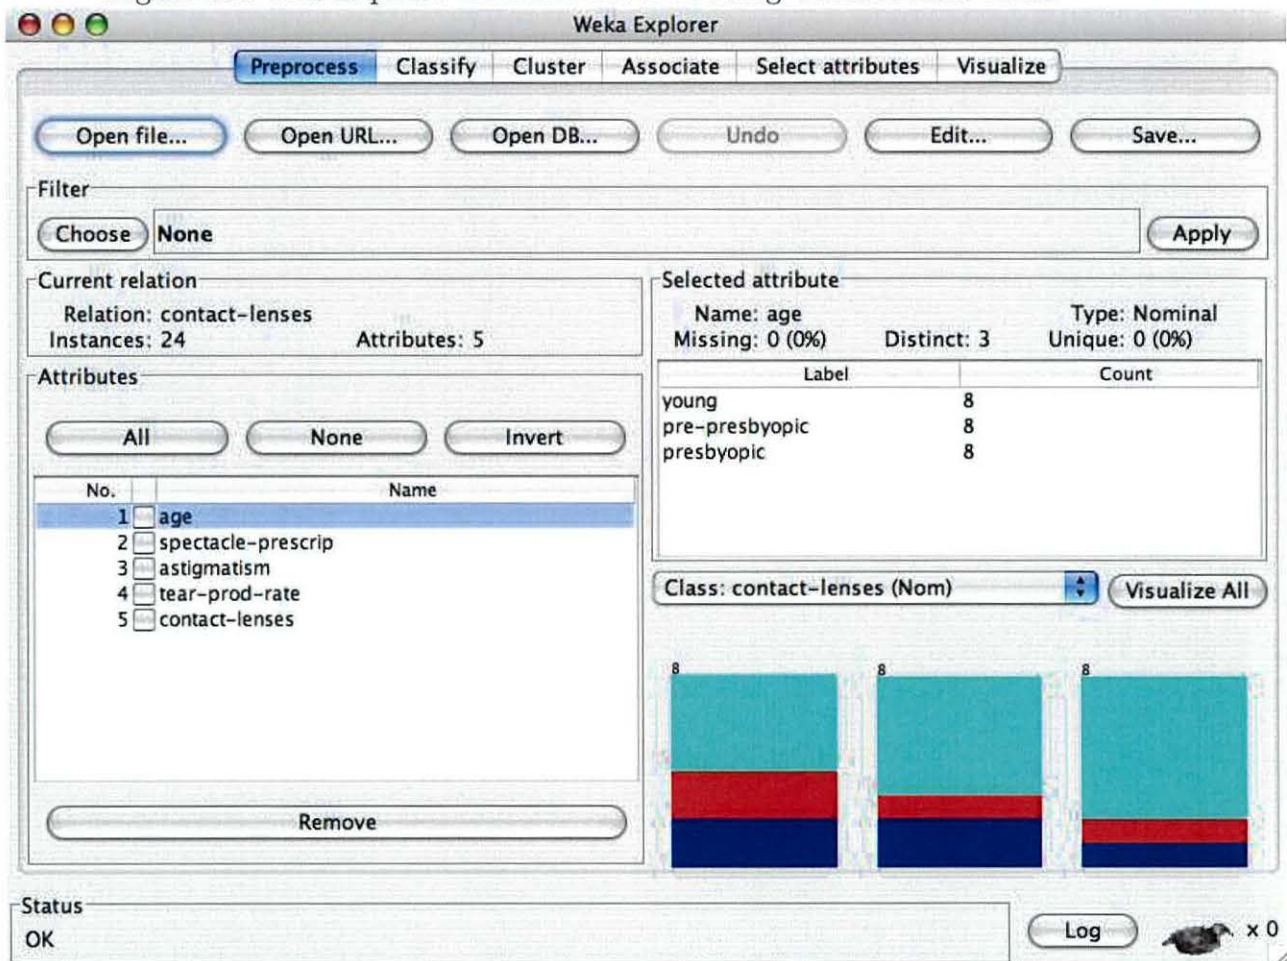 Weka Explorer
Preprocess Classify Cluster Associate Select attributes Visualize
Open file... Open URL... Open DB... Undo Edit... Save...
Filter
Choose None Apply
Current relation
Relation: contact-lenses
Instances: 24 Attributes: 5
Attributes
All None Invert
No. Name
1 age
2 spectacle-prescrip
3 astigmatism
4 tear-prod-rate
5 contact-lenses
Remove
Selected attribute
Name: age Type: Nominal
Missing: 0 (0%) Distinct: 3 Unique: 0 (0%)
Label Count
young 8
pre-presbyopic 8
presbyopic 8
Class: contact-lenses (Nom) Visualize All
8 8 8
Status
OK
Log x 0